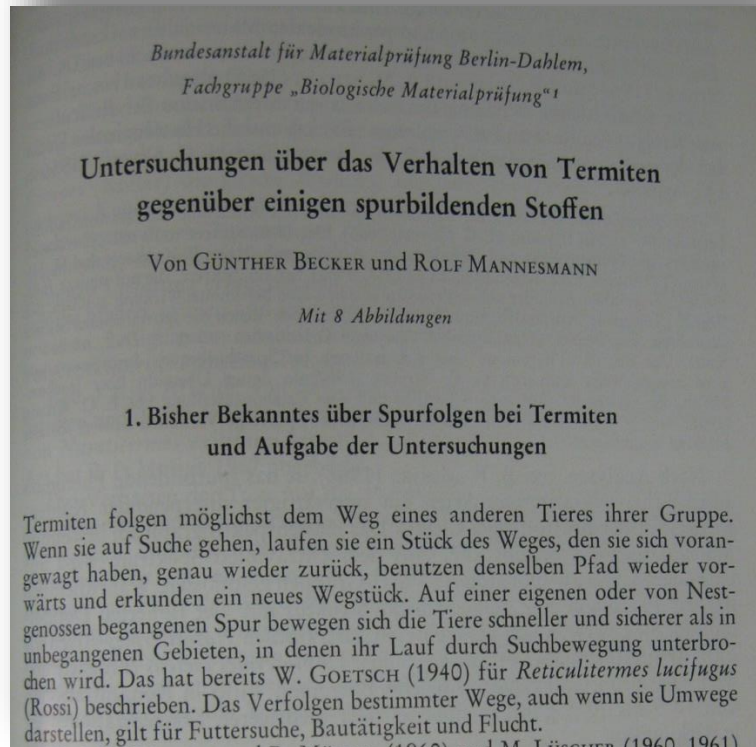 Bundesanstalt für Materialprüfung Berlin-Dahlem,
Fachgruppe „Biologische Materialprüfung“¹
Untersuchungen über das Verhalten von Termiten
gegenüber einigen spurbildenden Stoffen
Von GÜNTHER BECKER und ROLF MANNESMANN
Mit 8 Abbildungen
1. Bisher Bekanntes über Spurfolgen bei Termiten
und Aufgabe der Untersuchungen
Termiten folgen möglichst dem Weg eines anderen Tieres ihrer Gruppe.
Wenn sie auf Suche gehen, laufen sie ein Stück des Weges, den sie sich voran-
gewagt haben, genau wieder zurück, benutzen denselben Pfad wieder vor-
wärts und erkunden ein neues Wegstück. Auf einer eigenen oder von Nest-
genossen begangenen Spur bewegen sich die Tiere schneller und sicherer als in
unbegangenen Gebieten, in denen ihr Lauf durch Suchbewegung unterbro-
chen wird. Das hat bereits W. GOETSCH (1940) für Reticulitermes lucifugus
(Rossi) beschrieben. Das Verfolgen bestimmter Wege, auch wenn sie Umwege
darstellen, gilt für Futtersuche, Bautätigkeit und Flucht.
und M. LÜSCHER (1960, 1961)